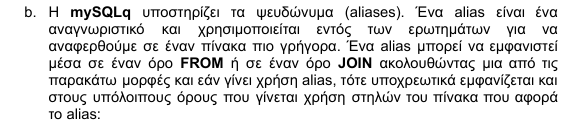 b. Η mySQLq υποστηρίζει τα ψευδώνυμα (aliases). Ένα alias είναι ένα
αναγνωριστικό και χρησιμοποιείται εντός των ερωτημάτων για να
αναφερθούμε σε έναν πίνακα πιο γρήγορα. Ένα alias μπορεί να εμφανιστεί
μέσα σε έναν όρο FROM ή σε έναν όρο JOIN ακολουθώντας μια από τις
παρακάτω μορφές και εάν γίνει χρήση alias, τότε υποχρεωτικά εμφανίζεται και
στους υπόλοιπους όρους που γίνεται χρήση στηλών του πίνακα που αφορά
το alias: